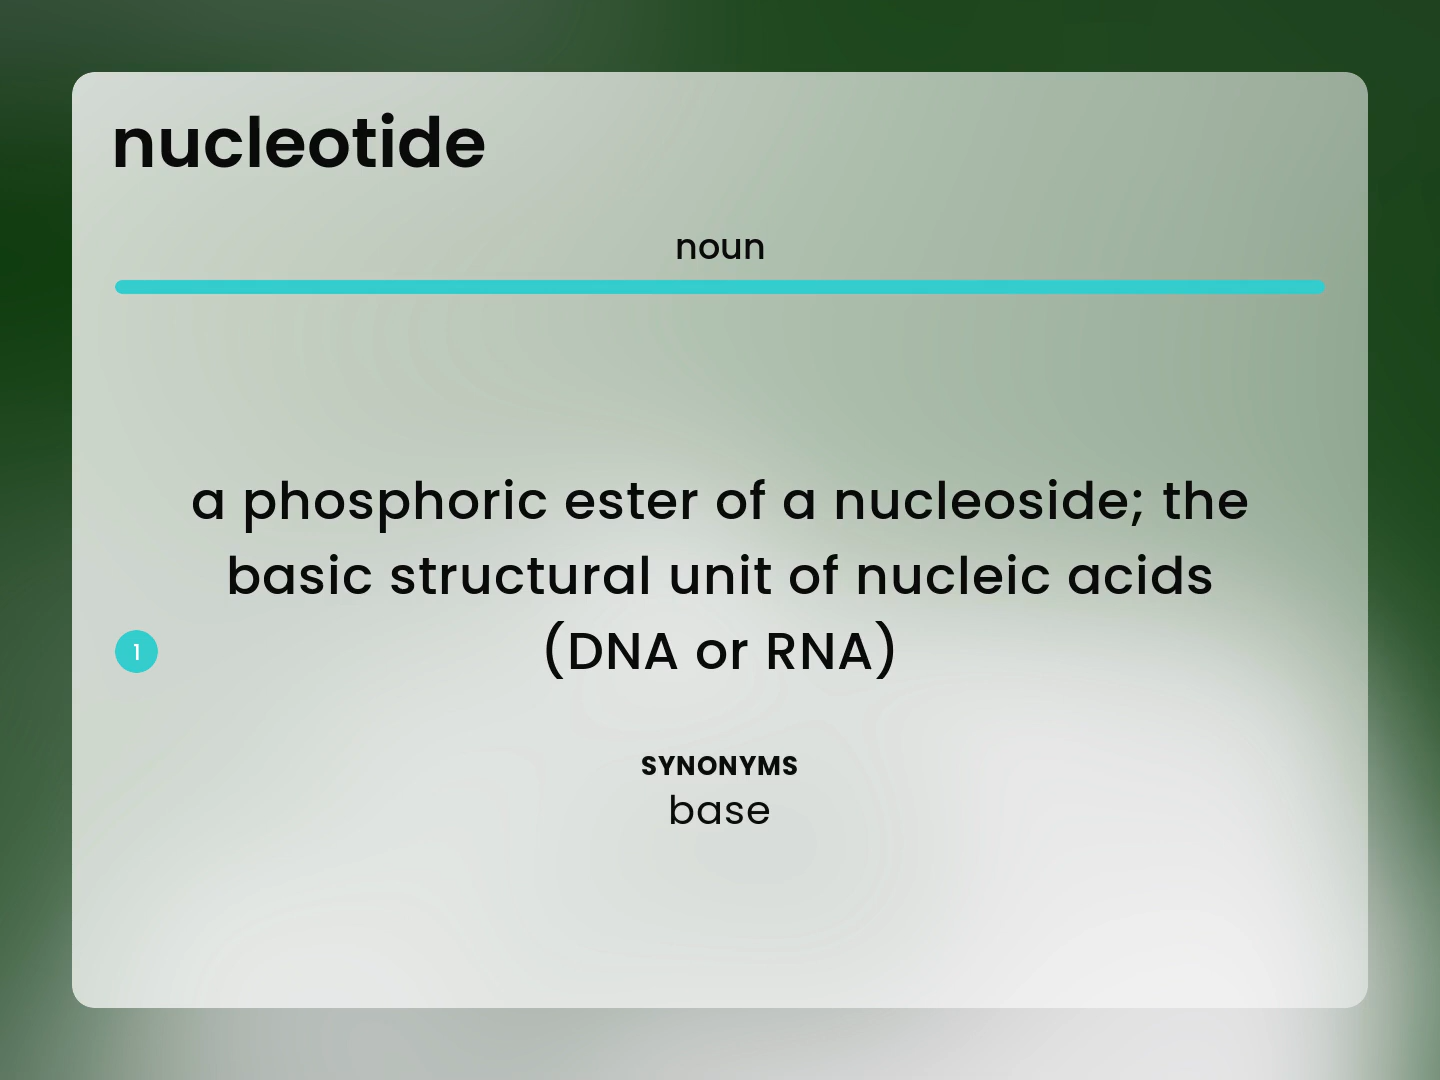 nucleotide
noun
a phosphoric ester of a nucleoside; the
basic structural unit of nucleic acids
1 (DNA or RNA)
SYNONYMS
base